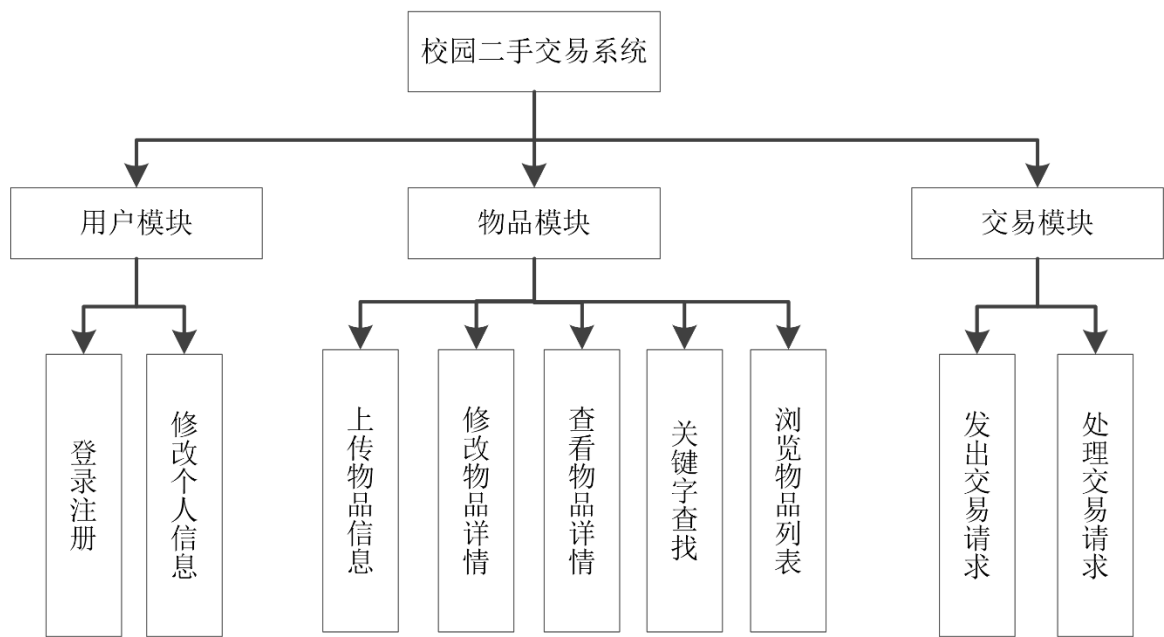 校园二手交易系统
用户模块
物品模块
交易模块
登录注册
修改个人信息
上传物品信息
修改物品详情
查看物品详情
关键字查找
浏览物品列表
发出交易请求
处理交易请求